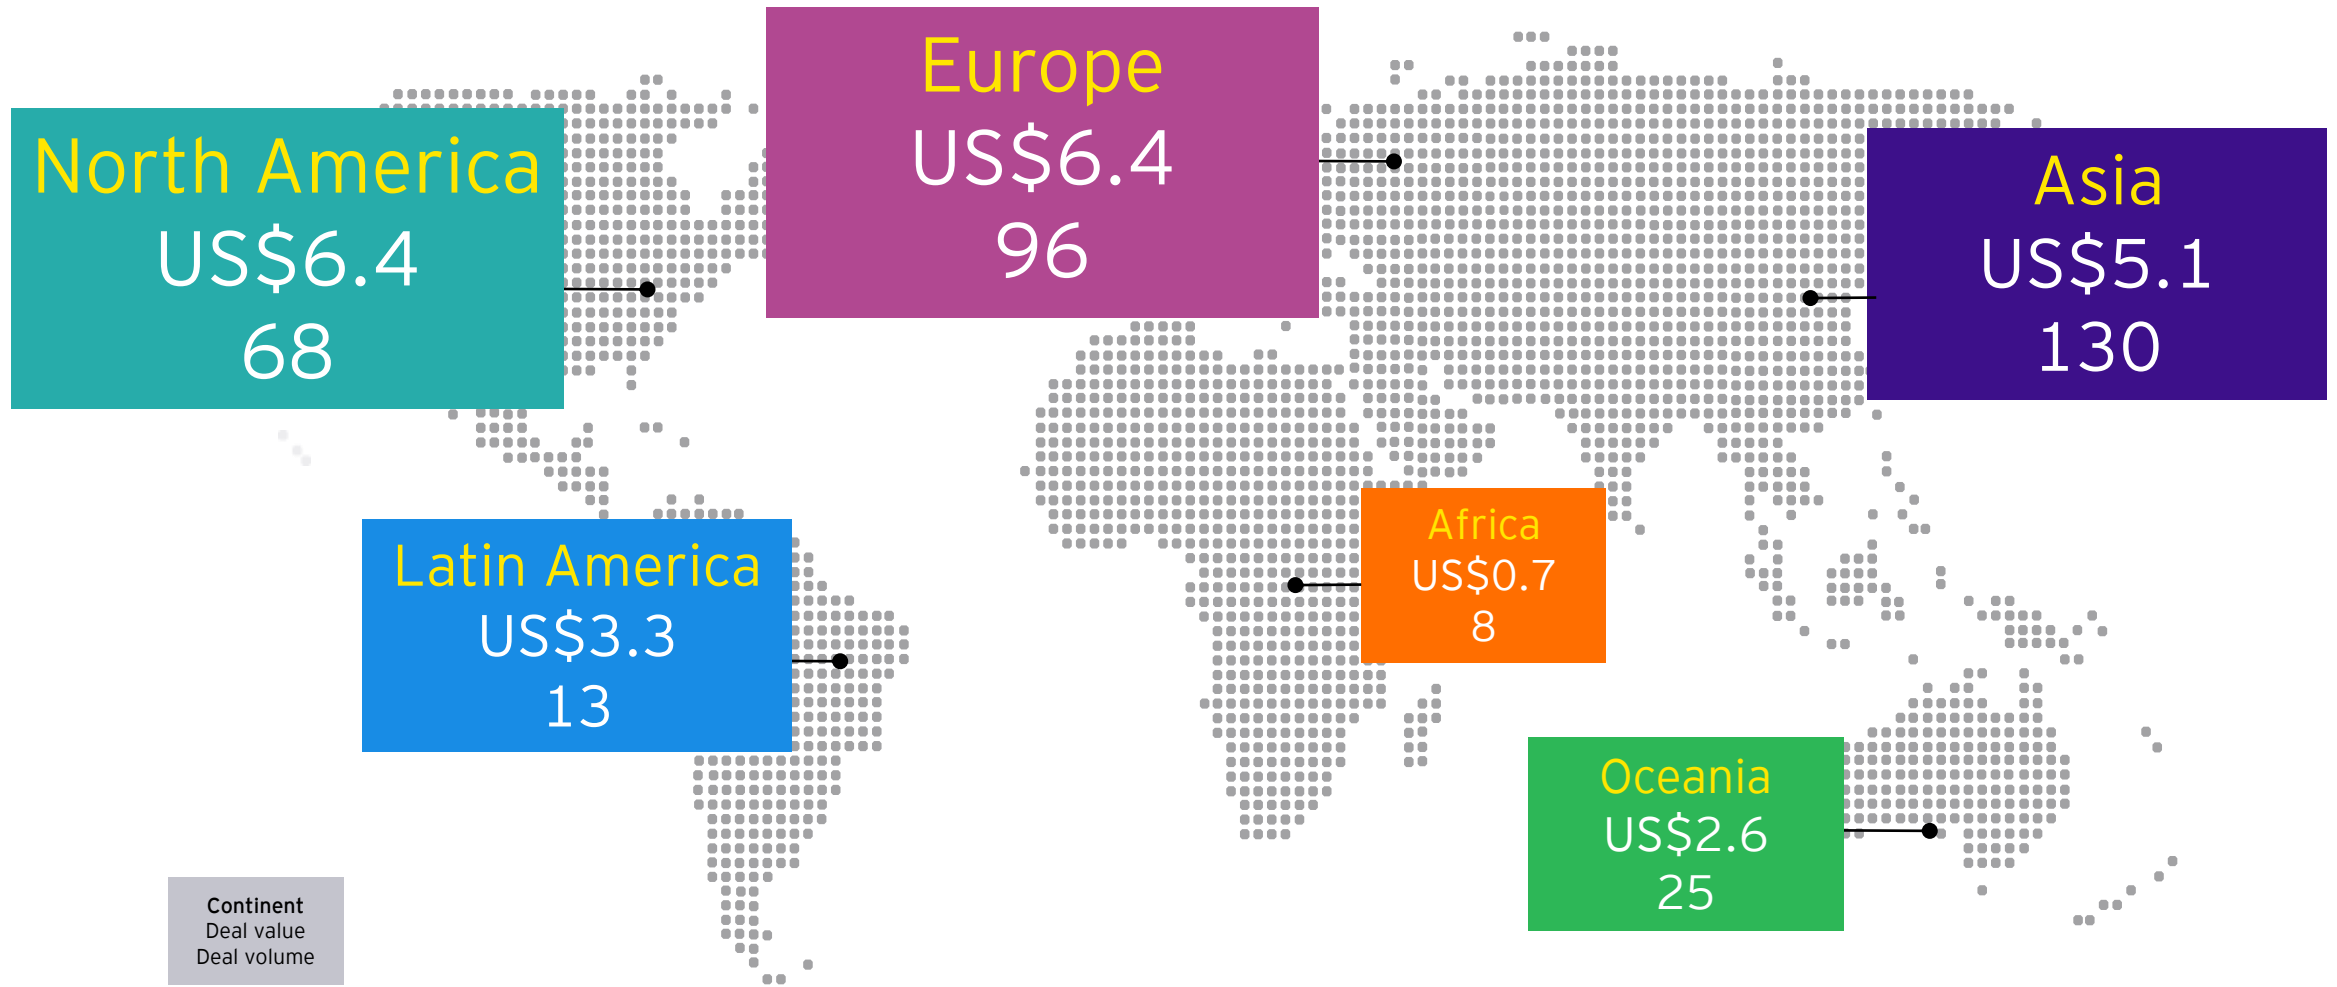 Europe
US$6.4
96
North America
US$6.4
68
Asia
US$5.1
130
Africa
US$0.7
8
Latin America
US$3.3
13
Oceania
US$2.6
25
Continent
Deal value
Deal volume